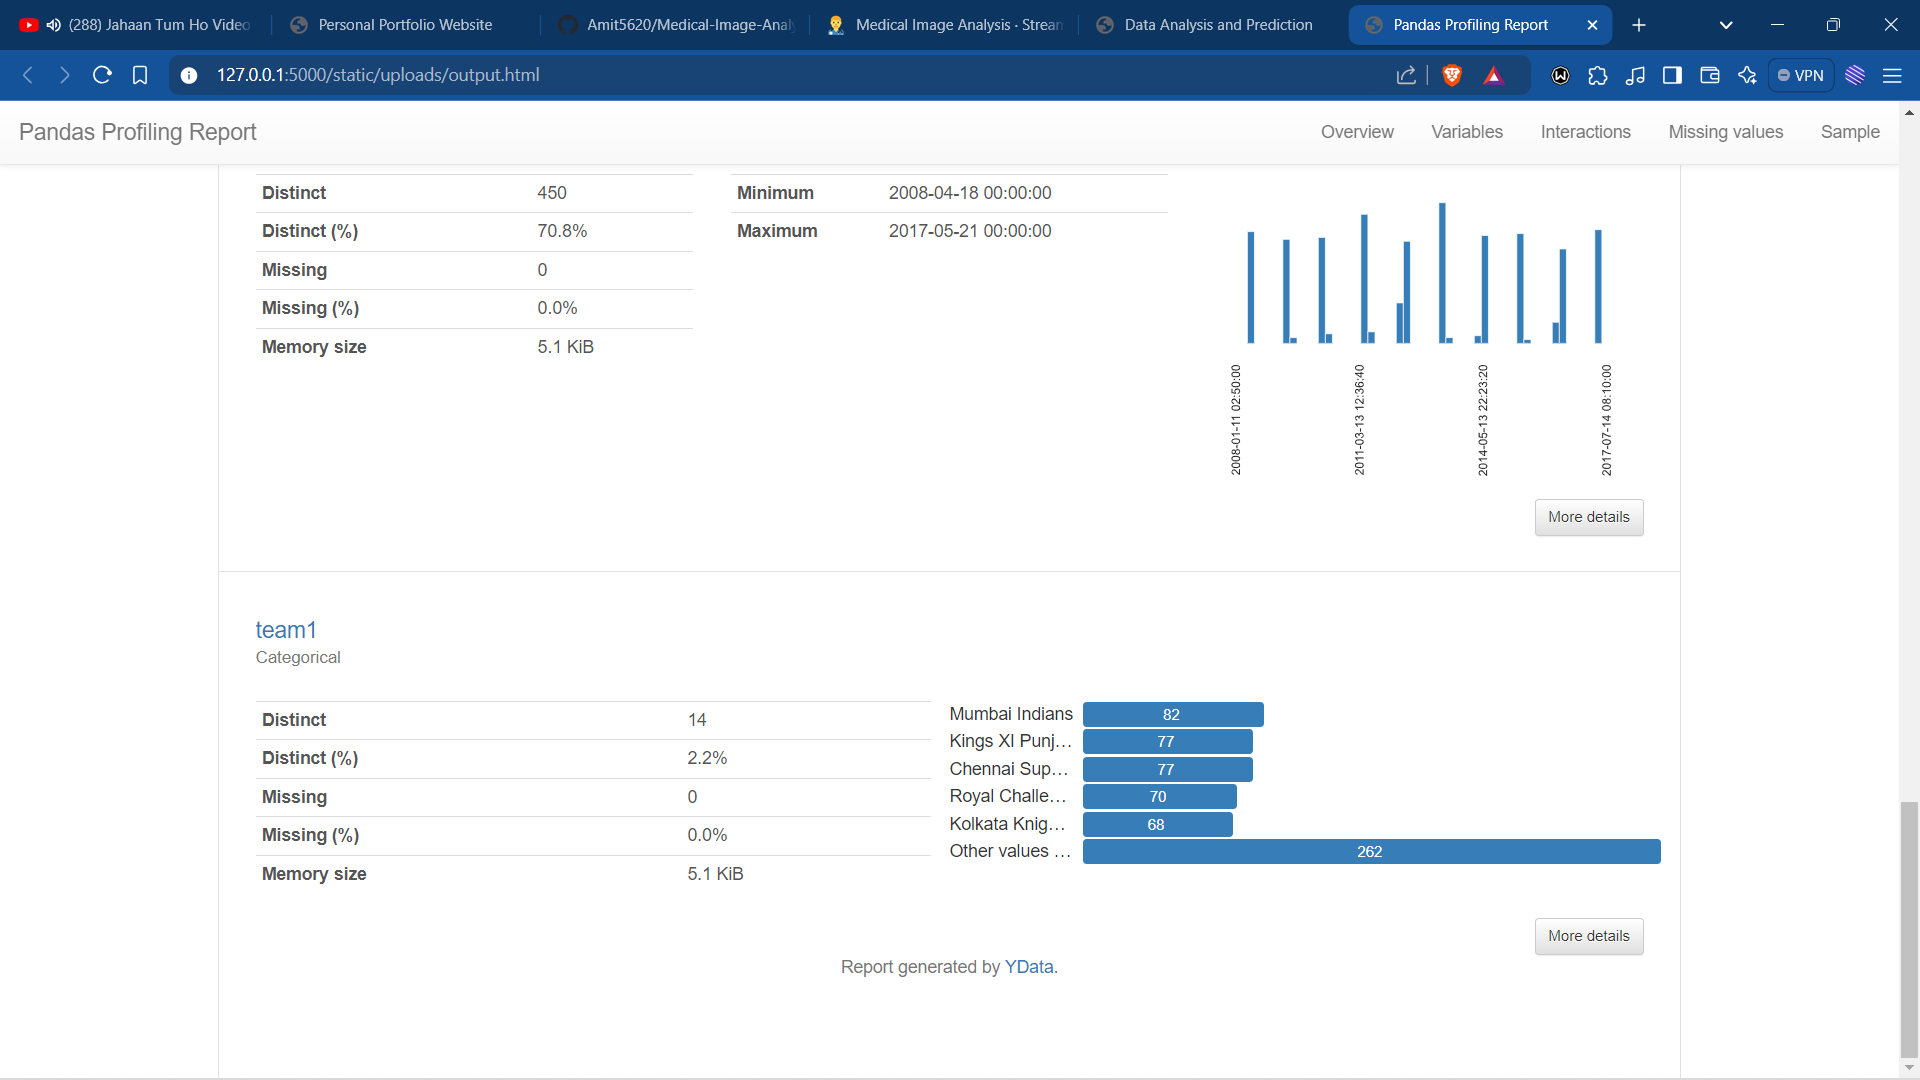 (288) Jahaan Tum Ho Video
Personal Portfolio Website
Amit5620/Medical-Image-Anal
Medical Image Analysis · Stream
Data Analysis and Prediction
Pandas Profiling Report
127.0.0.1:5000/static/uploads/output.html
VPN
Pandas Profiling Report
Overview
Variables
Interactions
Missing values
Sample
Distinct 450
Distinct (%) 70.8%
Missing 0
Missing (%) 0.0%
Memory size 5.1 KiB
Minimum 2008-04-18 00:00:00
Maximum 2017-05-21 00:00:00
2008-01-11 02:50:00
2011-03-13 12:36:40
2014-05-13 22:23:20
2017-07-14 08:10:00
More details
team1
Categorical
Distinct 14
Distinct (%) 2.2%
Missing 0
Missing (%) 0.0%
Memory size 5.1 KiB
Mumbai Indians 82
Kings XI Punj... 77
Chennai Sup... 77
Royal Challe... 70
Kolkata Knig... 68
Other values ... 262
More details
Report generated by YData.